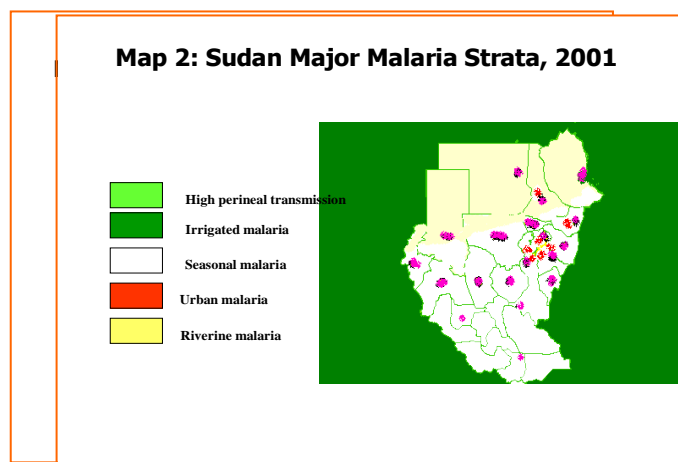 Map 2: Sudan Major Malaria Strata, 2001
High perineal transmission
Irrigated malaria
Seasonal malaria
Urban malaria
Riverine malaria